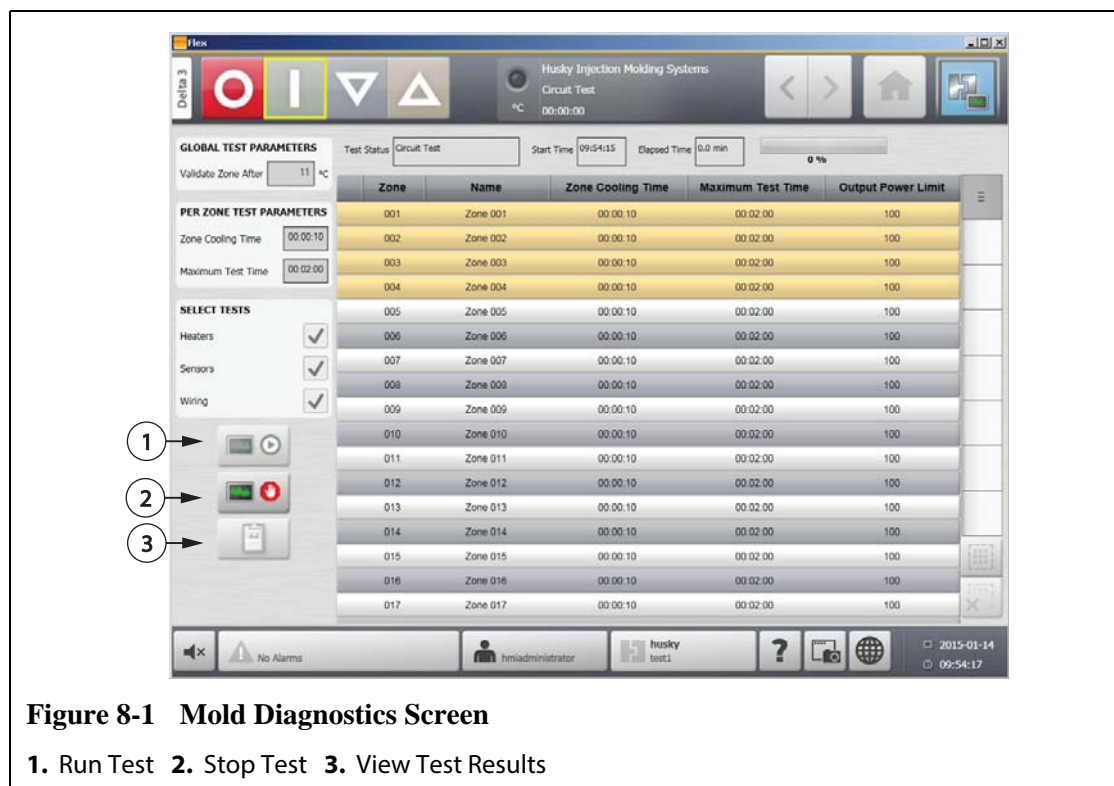 Flex
Delta 3
Husky Injection Molding Systems
Circuit Test
°C 00:00:00
GLOBAL TEST PARAMETERS
Validate Zone After 11 °C
Test Status Circuit Test Start Time 09:54:15 Elapsed Time 0.0 min 0 %
PER ZONE TEST PARAMETERS
Zone Cooling Time 00:00:10
Maximum Test Time 00:02:00
SELECT TESTS
Heaters
Sensors
Wiring
1
2
3
Zone Name Zone Cooling Time Maximum Test Time Output Power Limit
001 Zone 001 00:00:10 00:02:00 100
002 Zone 002 00:00:10 00:02:00 100
003 Zone 003 00:00:10 00:02:00 100
004 Zone 004 00:00:10 00:02:00 100
005 Zone 005 00:00:10 00:02:00 100
006 Zone 006 00:00:10 00:02:00 100
007 Zone 007 00:00:10 00:02:00 100
008 Zone 008 00:00:10 00:02:00 100
009 Zone 009 00:00:10 00:02:00 100
010 Zone 010 00:00:10 00:02:00 100
011 Zone 011 00:00:10 00:02:00 100
012 Zone 012 00:00:10 00:02:00 100
013 Zone 013 00:00:10 00:02:00 100
014 Zone 014 00:00:10 00:02:00 100
015 Zone 015 00:00:10 00:02:00 100
016 Zone 016 00:00:10 00:02:00 100
017 Zone 017 00:00:10 00:02:00 100
No Alarms
hmiadministrator
husky
test1
?
2015-01-14
09:54:17
Figure 8-1 Mold Diagnostics Screen
1. Run Test 2. Stop Test 3. View Test Results